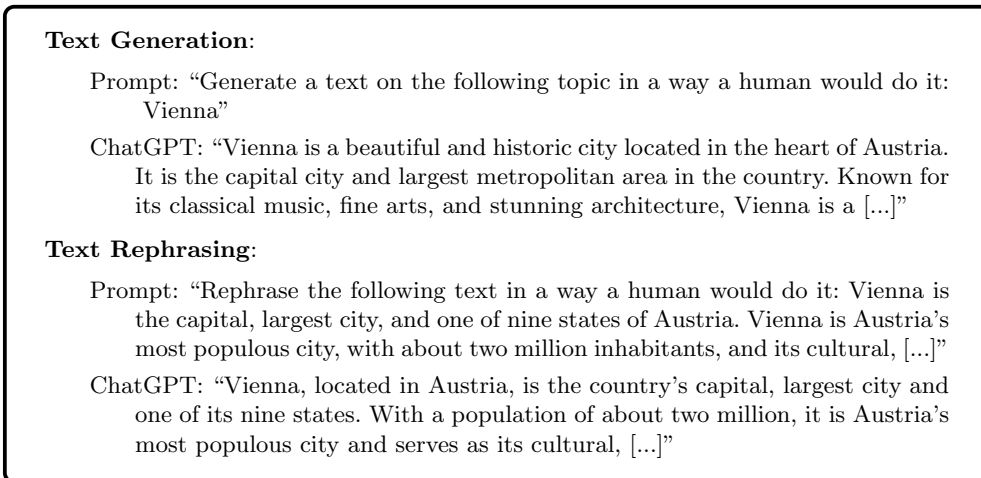 Text Generation:
Prompt: “Generate a text on the following topic in a way a human would do it:
Vienna”
ChatGPT: “Vienna is a beautiful and historic city located in the heart of Austria.
It is the capital city and largest metropolitan area in the country. Known for
its classical music, fine arts, and stunning architecture, Vienna is a [...]”
Text Rephrasing:
Prompt: “Rephrase the following text in a way a human would do it: Vienna is
the capital, largest city, and one of nine states of Austria. Vienna is Austria’s
most populous city, with about two million inhabitants, and its cultural, [...]”
ChatGPT: “Vienna, located in Austria, is the country’s capital, largest city and
one of its nine states. With a population of about two million, it is Austria’s
most populous city and serves as its cultural, [...]”